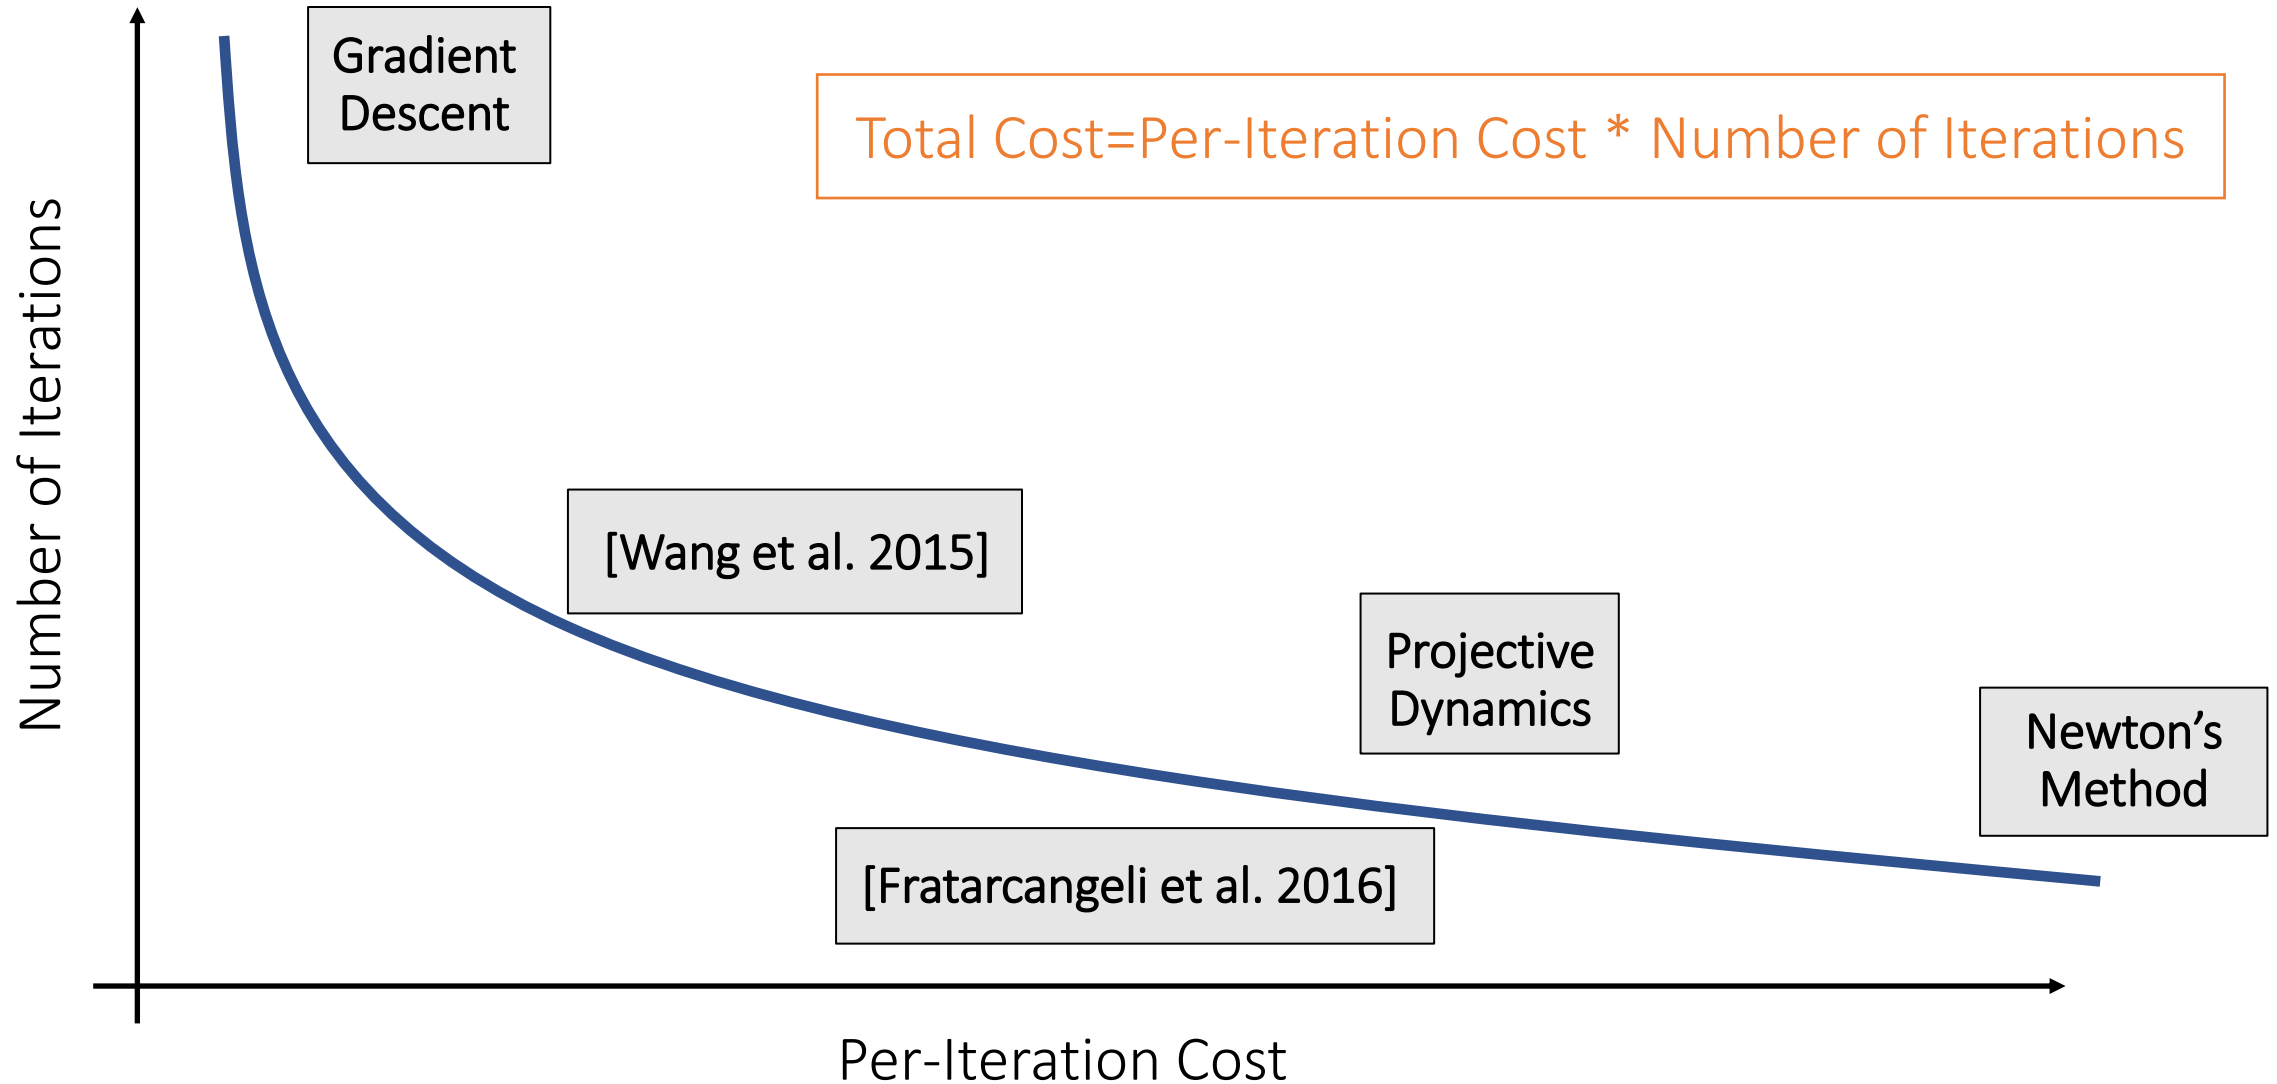 Gradient
Descent
Total Cost=Per-Iteration Cost * Number of Iterations
Number of Iterations
[Wang et al. 2015]
Projective
Dynamics
Newton’s
Method
[Fratarcangeli et al. 2016]
Per-Iteration Cost